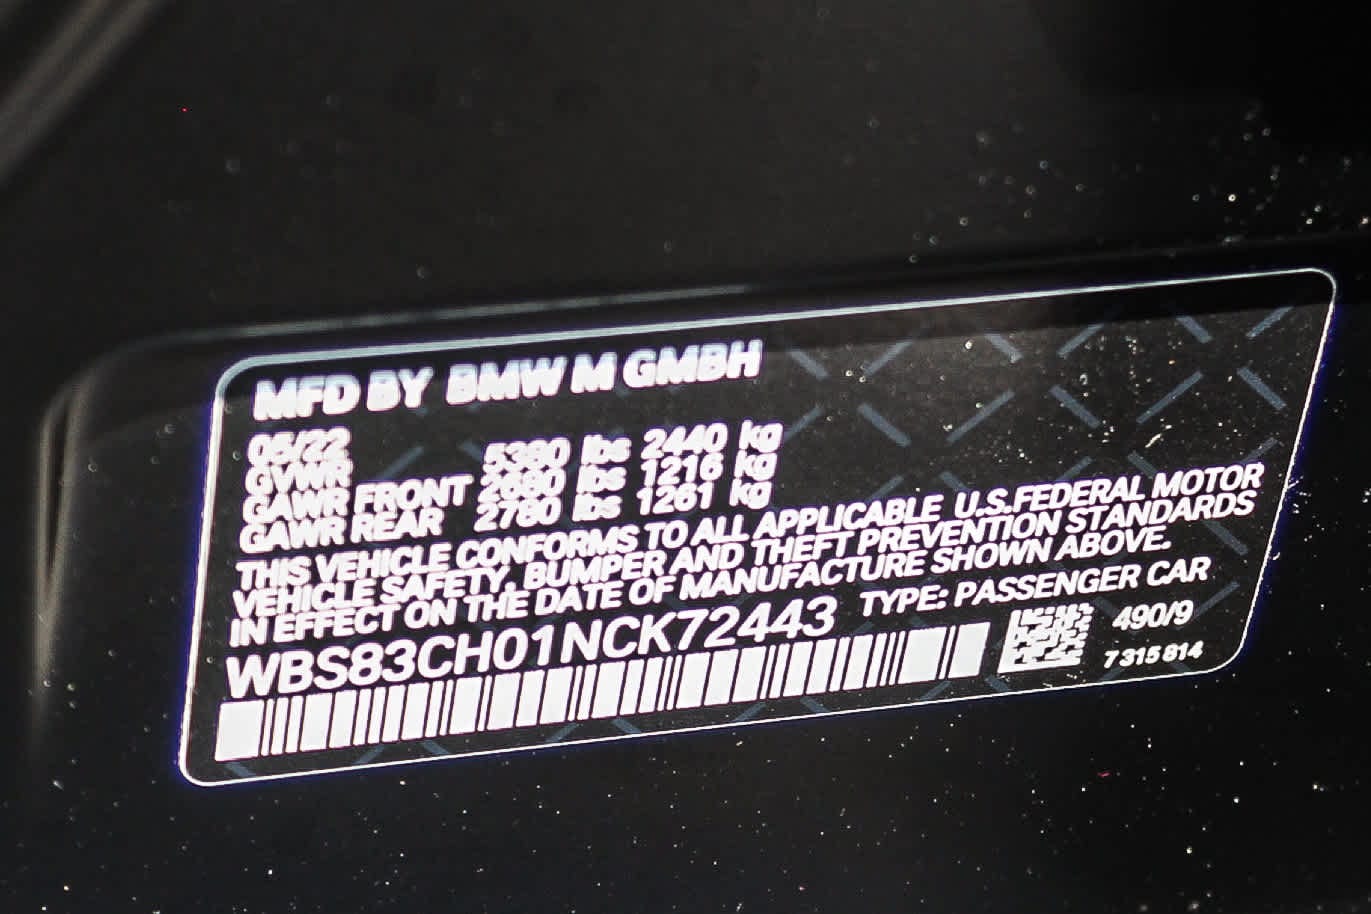 MFD BY BMW M GMBH
05/22
GVWR 5380 lbs 2440 kg
GAWR FRONT 2680 lbs 1216 kg
GAWR REAR 2780 lbs 1261 kg
THIS VEHICLE CONFORMS TO ALL APPLICABLE U.S.FEDERAL MOTOR
VEHICLE SAFETY, BUMPER AND THEFT PREVENTION STANDARDS
IN EFFECT ON THE DATE OF MANUFACTURE SHOWN ABOVE.
WBS83CH01NCK72443 TYPE: PASSENGER CAR
490/9
7 315 814